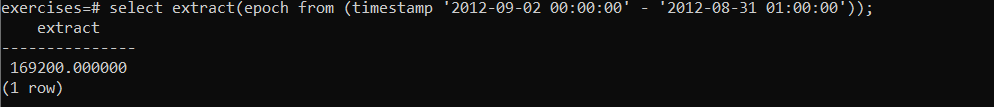 exercises=# select extract(epoch from (timestamp '2012-09-02 00:00:00' - '2012-08-31 01:00:00'));
    extract
---------------
 169200.000000
(1 row)